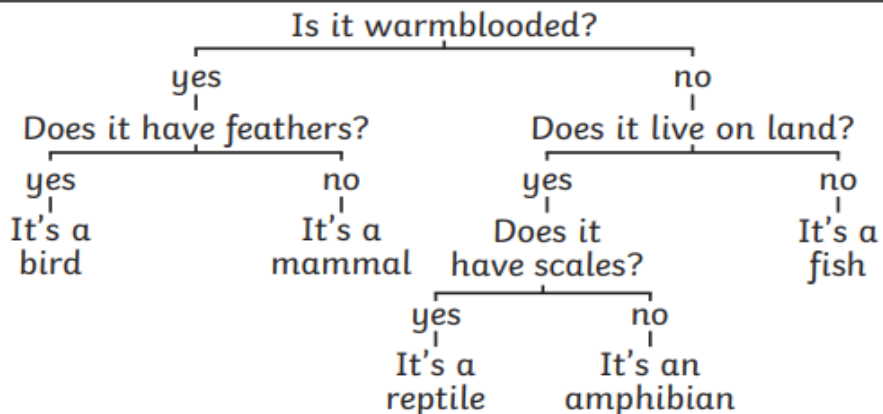 Is it warmblooded?
yes
no
Does it have feathers?
Does it live on land?
yes
no
yes
no
It's a
bird
It's a
mammal
Does it
have scales?
It's a
fish
yes
no
It's a
reptile
It's an
amphibian